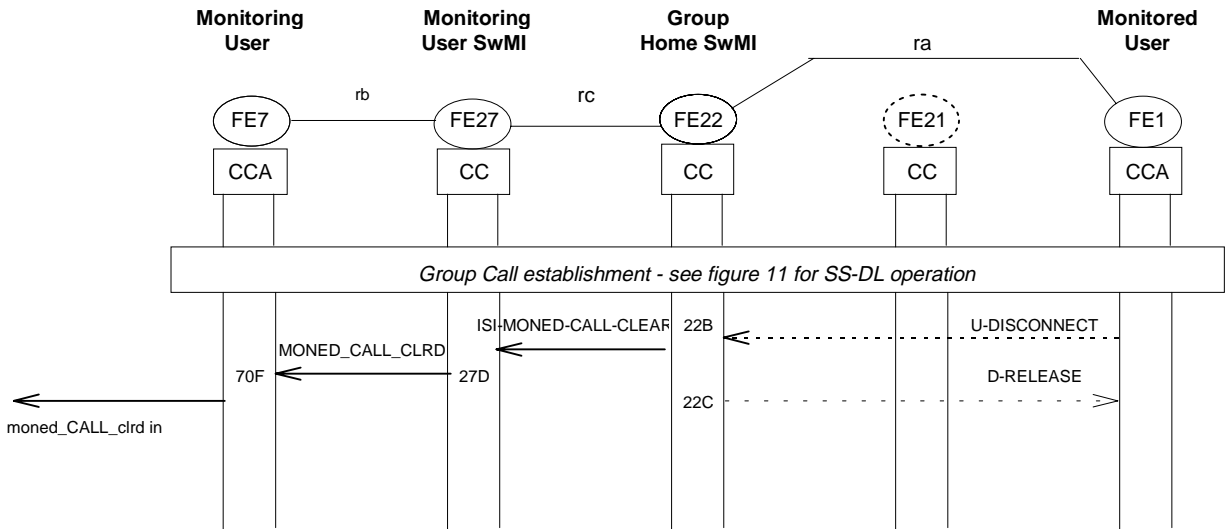 Monitoring User
Monitoring User SwMI
Group Home SwMI
Monitored User
ra
rb
rc
FE7
FE27
FE22
FE21
FE1
CCA
CC
CC
CC
CCA
Group Call establishment - see figure 11 for SS-DL operation
ISI-MONED-CALL-CLEAR
22B
U-DISCONNECT
MONED_CALL_CLRD
70F
27D
D-RELEASE
22C
moned_CALL_clrd in